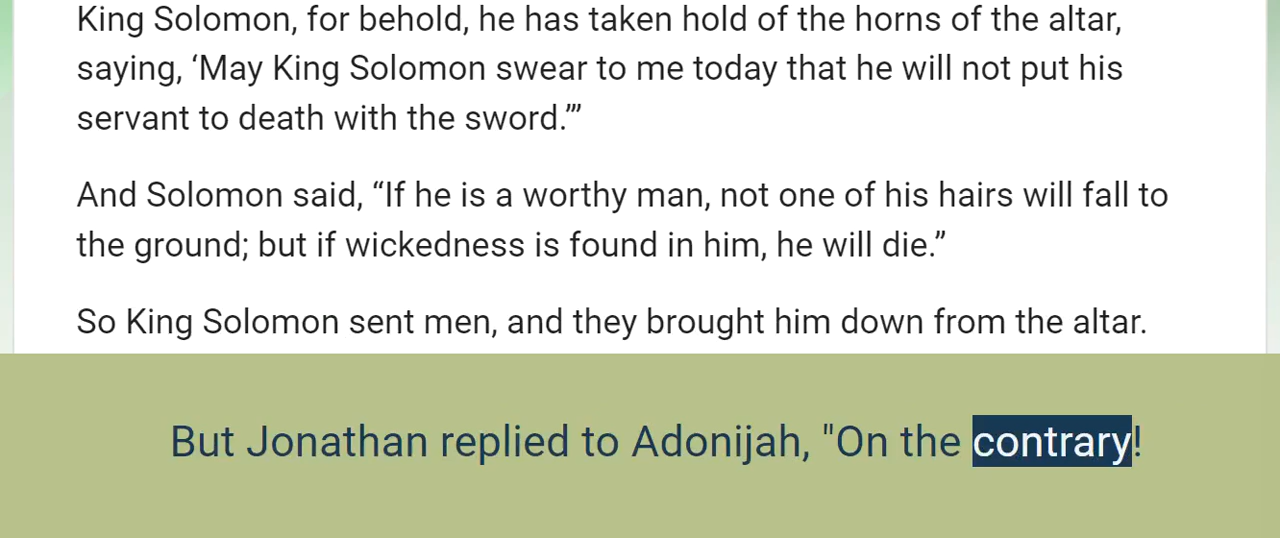 King Solomon, for behold, he has taken hold of the horns of the altar,
saying, ‘May King Solomon swear to me today that he will not put his
servant to death with the sword.’”
And Solomon said, “If he is a worthy man, not one of his hairs will fall to
the ground; but if wickedness is found in him, he will die.”
So King Solomon sent men, and they brought him down from the altar.
But Jonathan replied to Adonijah, "On the contrary!